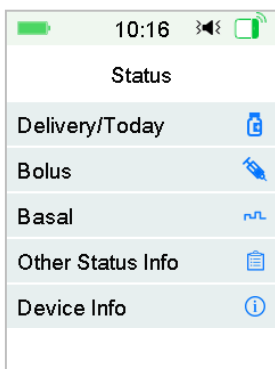 10:16
Status
Delivery/Today
Bolus
Basal
Other Status Info
Device Info